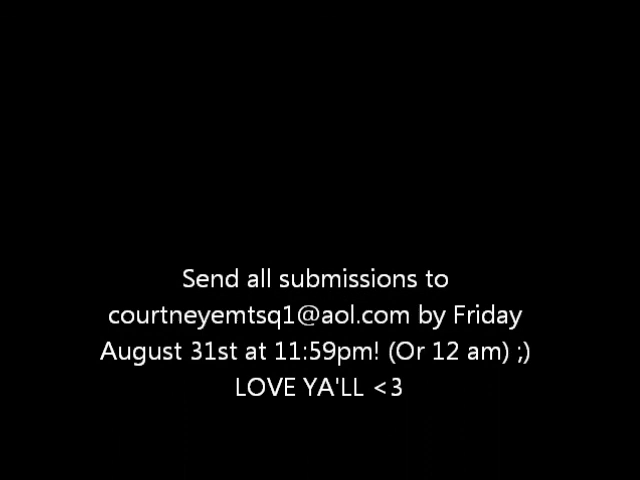 Send all submissions to
courtneyemtsq1@aol.com by Friday
August 31st at 11:59pm! (Or 12 am) ;)
LOVE YA'LL <3